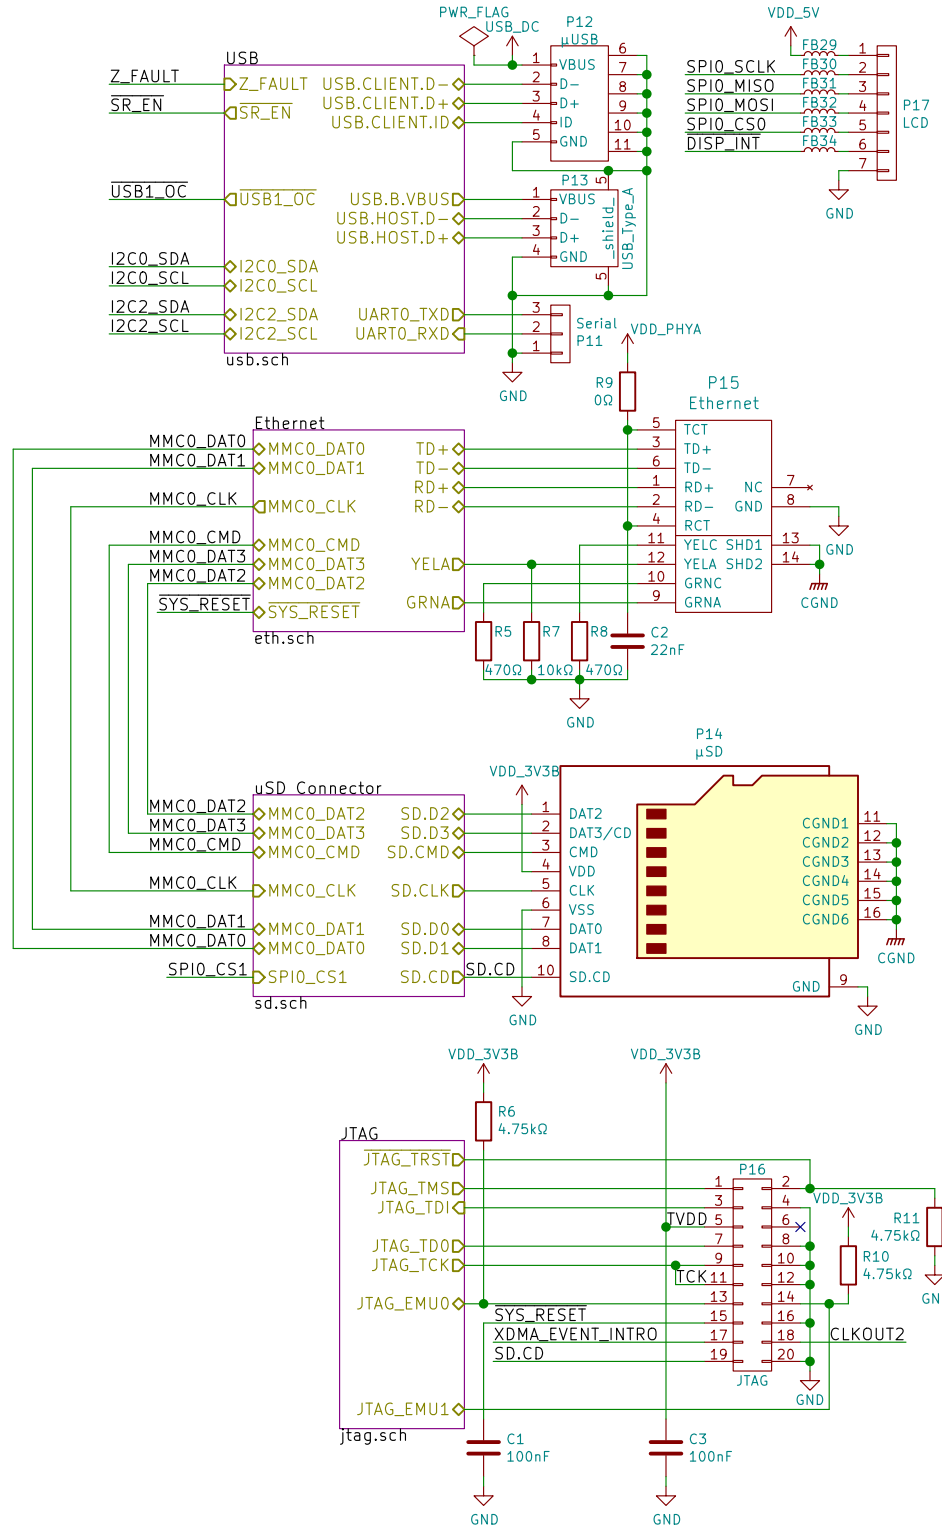 PWR_FLAG
USB_DC
P12
µUSB
VDD_5V
USB
Z_FAULT
Z_FAULT
USB.CLIENT.D-
1
VBUS
6
2
D-
7
SR_EN
SR_EN
USB.CLIENT.D+
3
D+
8
USB.CLIENT.ID
4
ID
9
10
5
GND
11
FB29
1
SPI0_SCLK
FB30
2
SPI0_MISO
FB31
3
SPI0_MOSI
FB32
4
P17
LCD
SPI0_CS0
FB33
5
DISP_INT
FB34
6
7
GND
P13
5
USB1_OC
USB1_OC
USB.B.VBUS
1
VBUS
USB.HOST.D-
2
D-
USB.HOST.D+
3
D+
4
GND
_shield_
USB_Type_A
5
I2C0_SDA
I2C0_SDA
I2C0_SCL
I2C0_SCL
I2C2_SDA
I2C2_SDA
UART0_TXD
3
Serial
P11
I2C2_SCL
I2C2_SCL
UART0_RXD
2
1
usb.sch
GND
VDD_PHYA
R9
0Ω
P15
Ethernet
Ethernet
5
TCT
MMC0_DAT0
MMC0_DAT0
TD+
3
TD+
MMC0_DAT1
MMC0_DAT1
TD-
6
TD-
RD+
1
RD+
NC
7
MMC0_CLK
MMC0_CLK
RD-
2
RD-
GND
8
GND
4
RCT
MMC0_CMD
MMC0_CMD
11
YELC
SHD1
13
MMC0_DAT3
MMC0_DAT3
YELA
12
YELA
SHD2
14
MMC0_DAT2
MMC0_DAT2
10
GRNC
CGND
SYS_RESET
SYS_RESET
GRNA
9
GRNA
eth.sch
R5
470Ω
R7
10kΩ
R8
470Ω
C2
22nF
GND
P14
µSD
VDD_3V3B
uSD Connector
MMC0_DAT2
MMC0_DAT2
SD.D2
1
DAT2
CGND1
11
MMC0_DAT3
MMC0_DAT3
SD.D3
2
DAT3/CD
CGND2
12
MMC0_CMD
MMC0_CMD
SD.CMD
3
CMD
CGND3
13
4
VDD
CGND4
14
MMC0_CLK
MMC0_CLK
SD.CLK
5
CLK
CGND5
15
6
VSS
CGND6
16
MMC0_DAT1
MMC0_DAT1
SD.D0
7
DAT0
MMC0_DAT0
MMC0_DAT0
SD.D1
8
DAT1
CGND
SPI0_CS1
SPI0_CS1
SD.CD
SD.CD
10
SD.CD
GND
9
sd.sch
GND
GND
VDD_3V3B
VDD_3V3B
R6
4.75kΩ
JTAG
JTAG_TRST
P16
JTAG_TMS
1
2
JTAG_TDI
3
4
VDD_3V3B
TVDD
5
6
R11
4.75kΩ
JTAG_TDO
7
8
JTAG_TCK
9
10
R10
4.75kΩ
TCK
11
12
GN
JTAG_EMU0
13
14
SYS_RESET
15
16
XDMA_EVENT_INTR0
17
18
CLKOUT2
SD.CD
19
20
JTAG
GND
JTAG_EMU1
jtag.sch
C1
100nF
C3
100nF
GND
GND